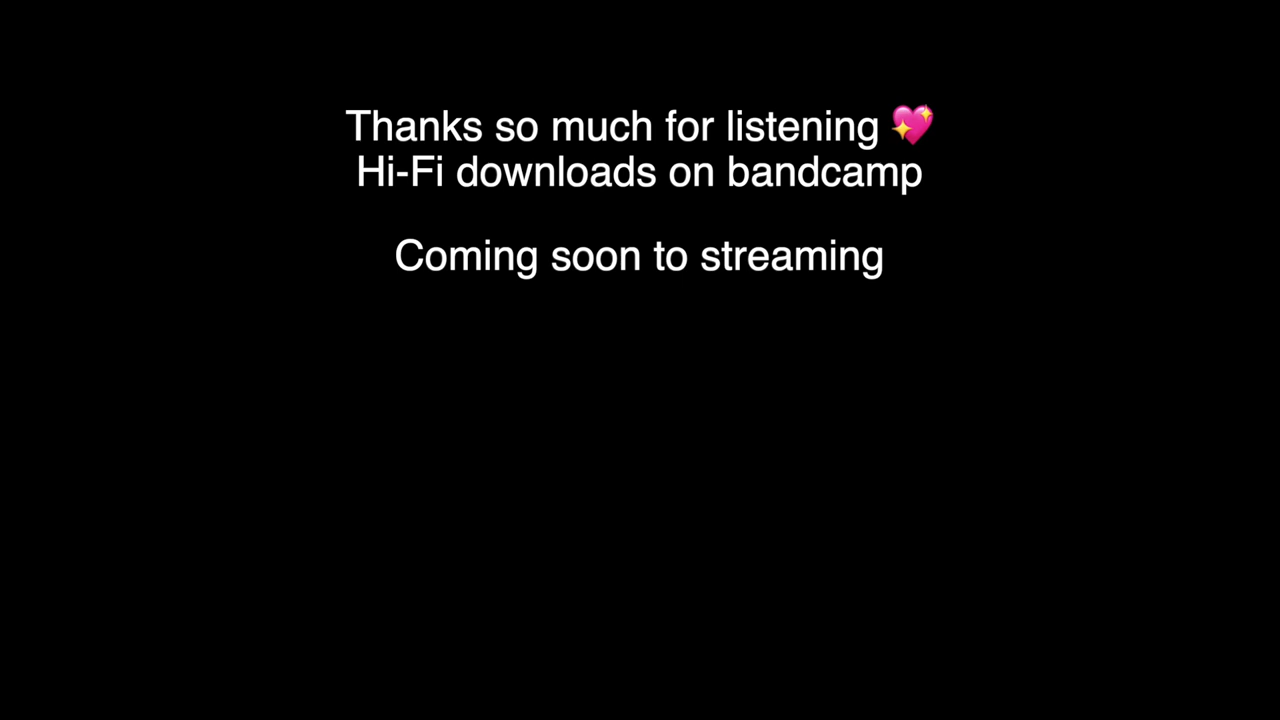 Thanks so much for listening 💖
Hi-Fi downloads on bandcamp
Coming soon to streaming